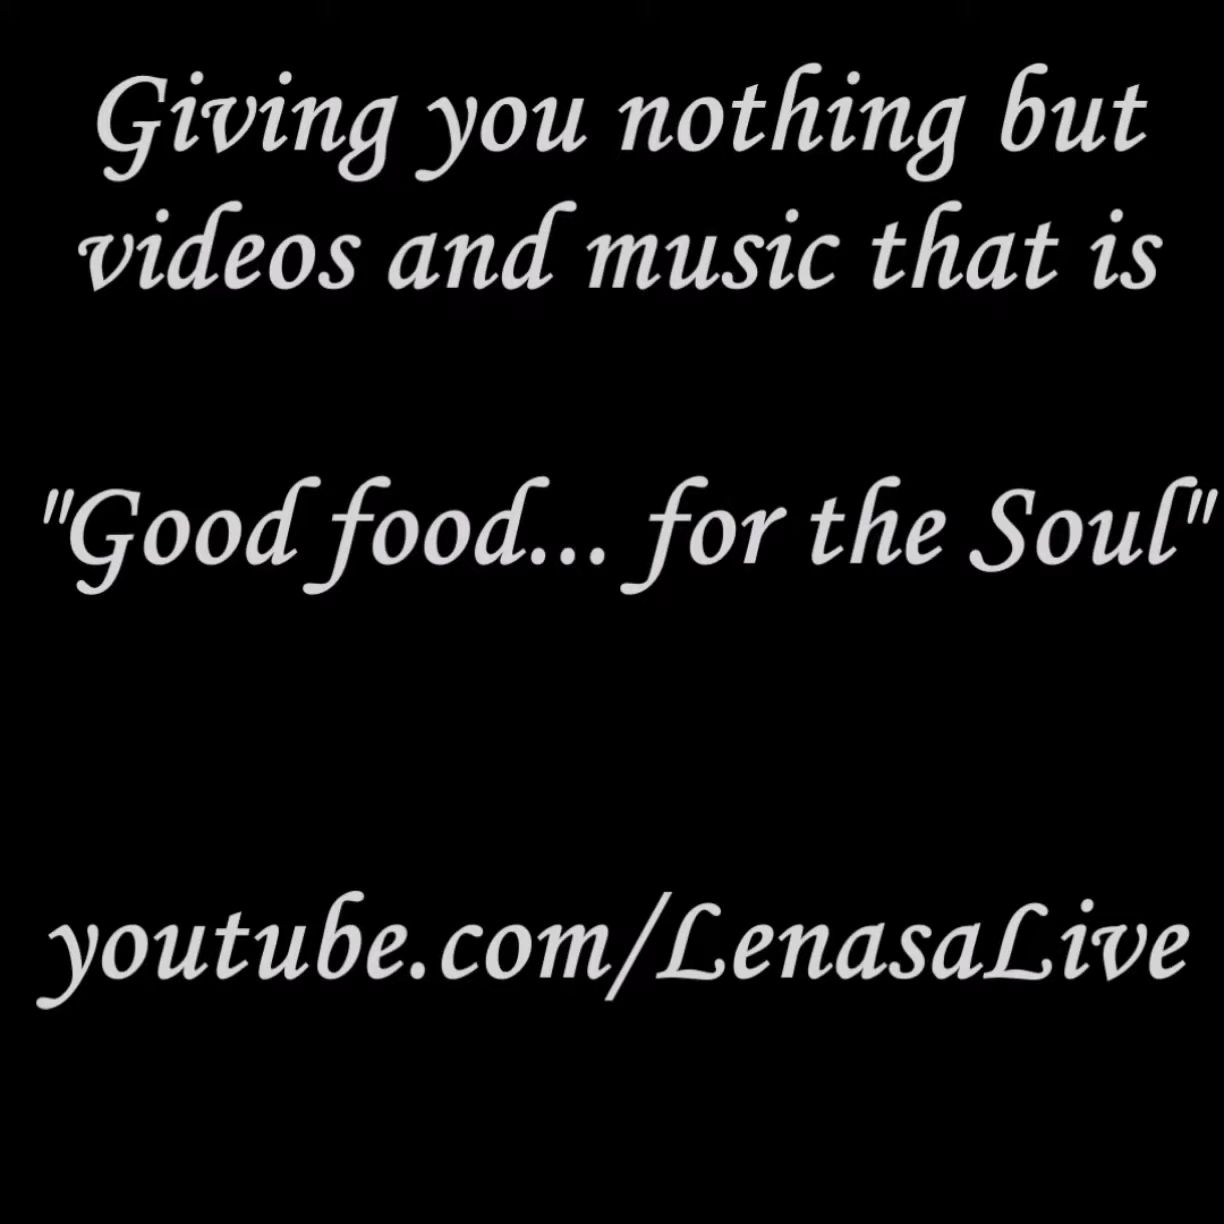 Giving you nothing but
videos and music that is
"Good food... for the Soul"
youtube.com/LenasaLive